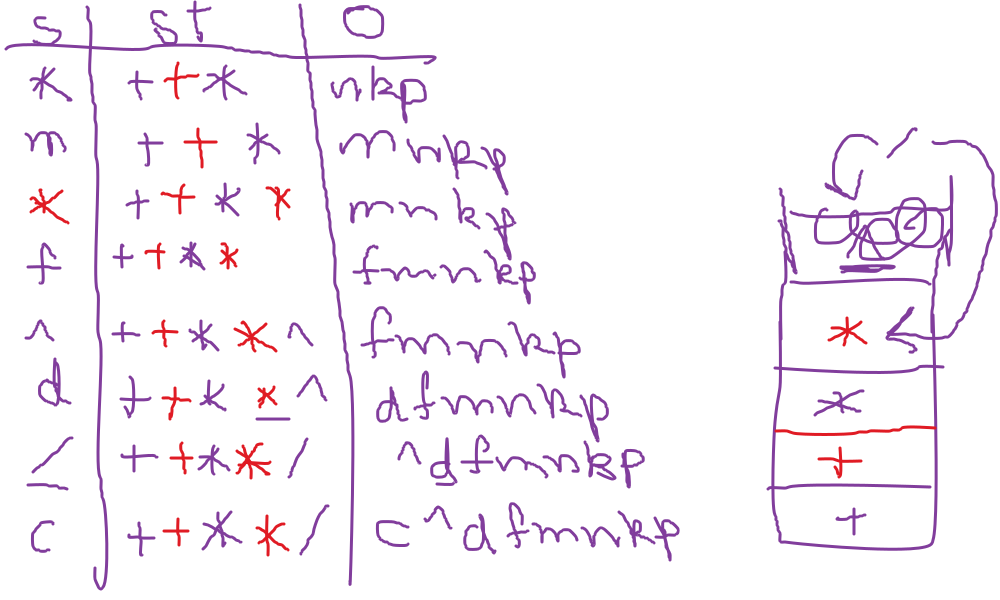 s st O
* + + * nkp
m + + * mnkp
* + + * * mnkp
f + + * * fmnkp
^ + + * * ^ fmnkp
d + + * * ^ dfmnkp
/ + + * * / ^dfmnkp
c + + * * / c^dfmnkp
/
*
*
+
+